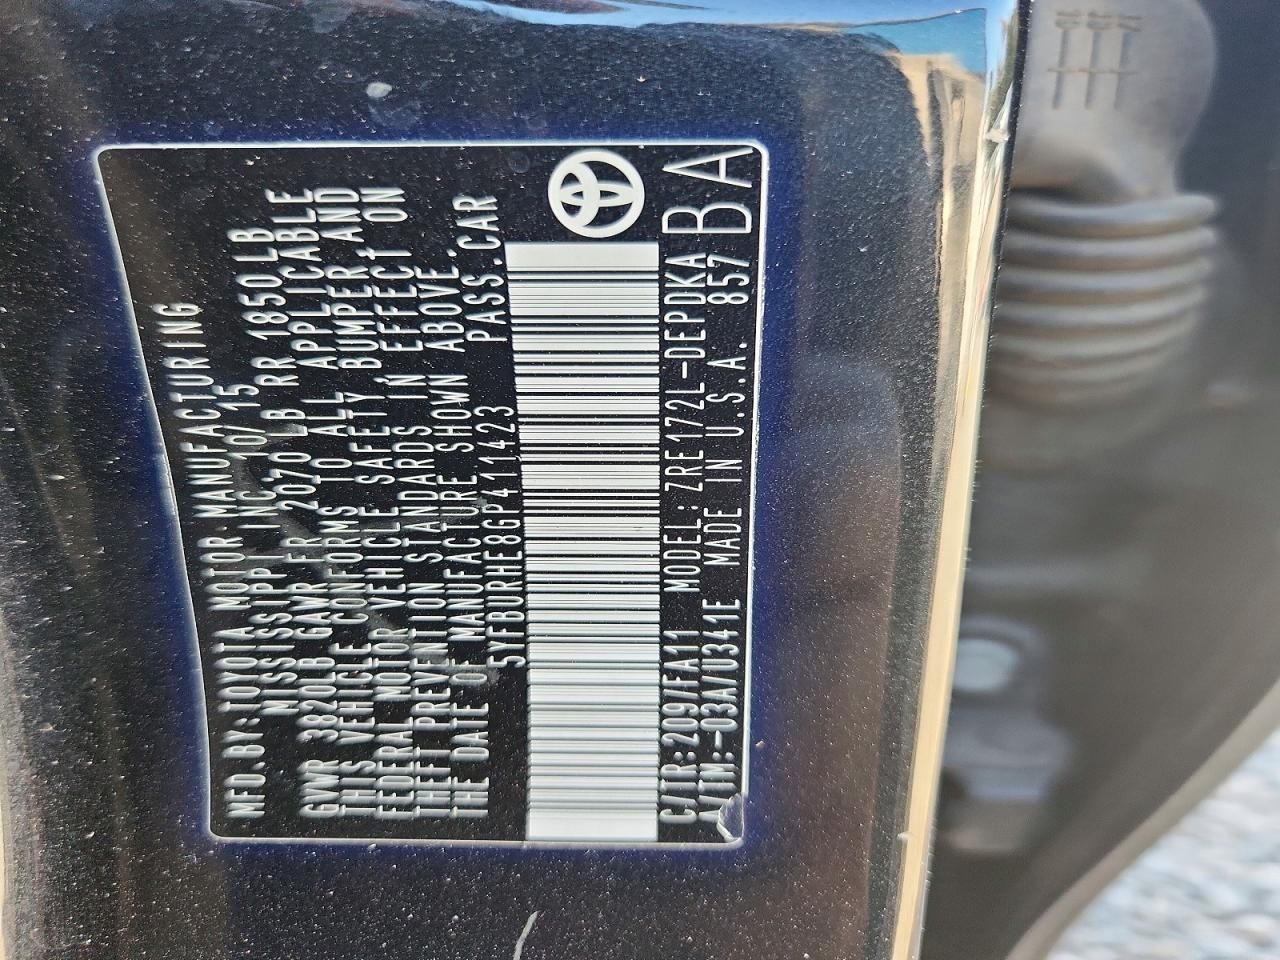 MFD.BY:TOYOTA MOTOR MANUFACTURING
MISSISSIPPI INC. 10/15
GVWR 3820LB GAWR FR 2070 LB RR 1850LB
THIS VEHICLE CONFORMS TO ALL APPLICABLE
FEDERAL MOTOR VEHICLE SAFETY BUMPER AND
THEFT PREVENTION STANDARDS IN EFFECT ON
THE DATE OF MANUFACTURE SHOWN ABOVE.
5YFBURHE8GP411423 PASS.CAR
C/TR:209/FA11 MODEL:ZRE172L-DEPDKA
A/TM:-03A/U341E MADE IN U.S.A. 857 BA